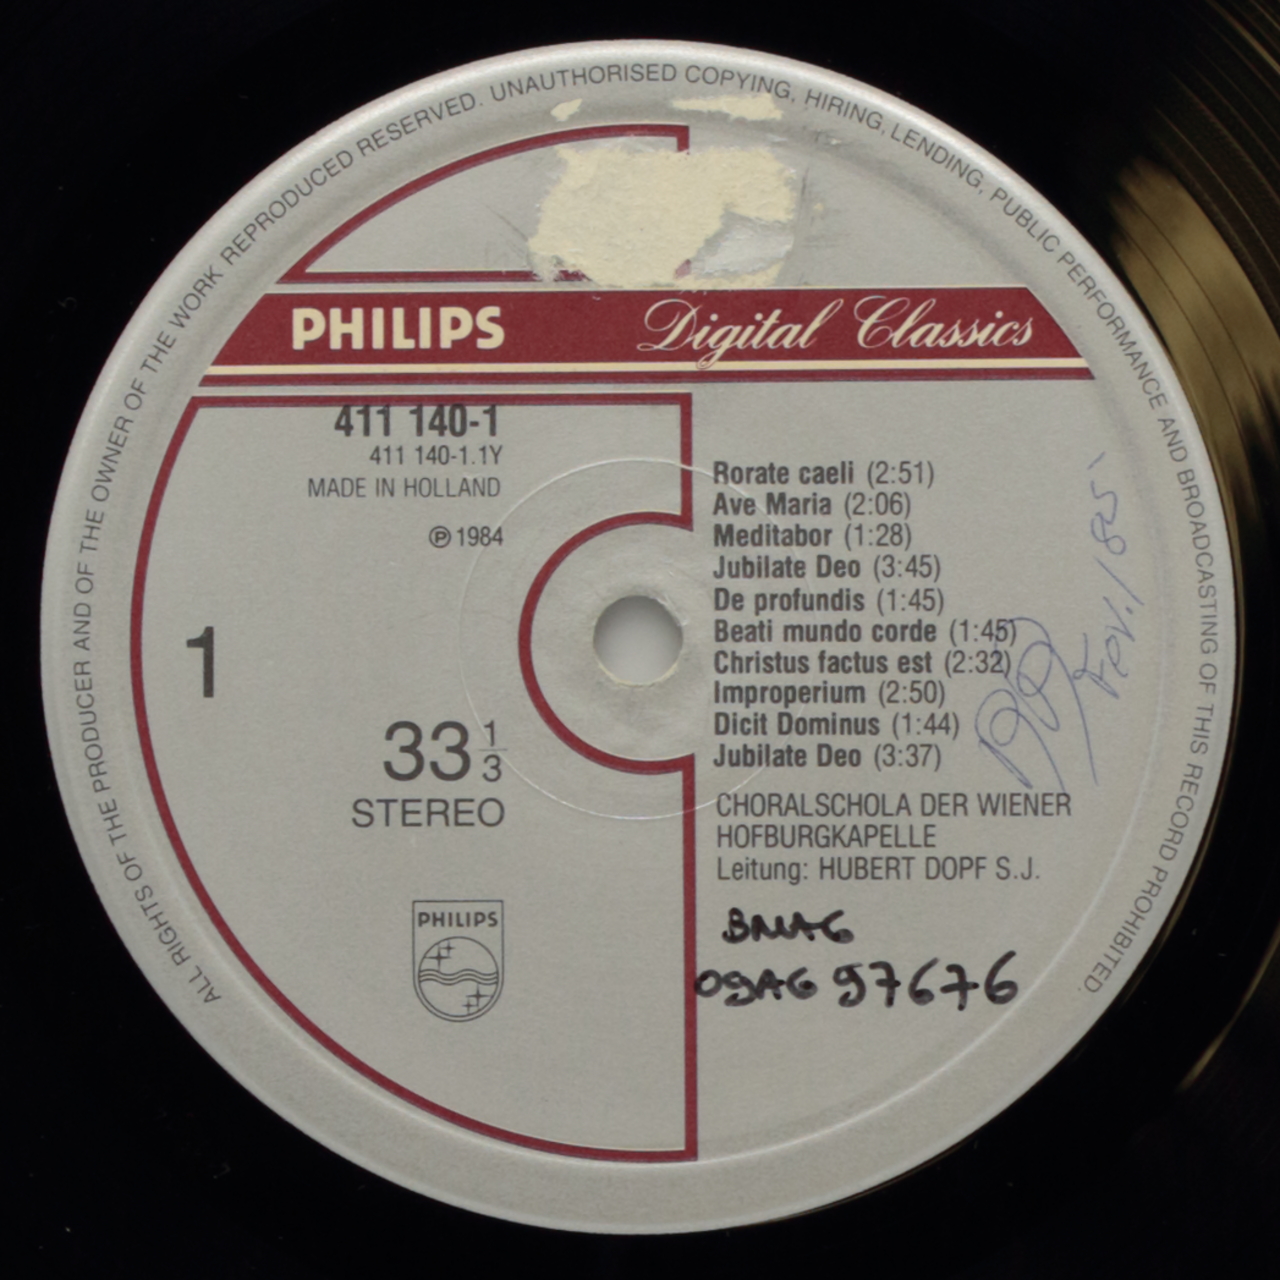 ALL RIGHTS OF THE PRODUCER AND OF THE OWNER OF THE WORK REPRODUCED RESERVED. UNAUTHORISED COPYING, HIRING, LENDING, PUBLIC PERFORMANCE AND BROADCASTING OF THIS RECORD PROHIBITED.
PHILIPS Digital Classics
411 140-1
411 140-1.1Y
MADE IN HOLLAND
℗ 1984
1
33 1/3
STEREO
PHILIPS
Rorate caeli (2:51)
Ave Maria (2:06)
Meditabor (1:28)
Jubilate Deo (3:45)
De profundis (1:45)
Beati mundo corde (1:45)
Christus factus est (2:32)
Improperium (2:50)
Dicit Dominus (1:44)
Jubilate Deo (3:37)
CHORALSCHOLA DER WIENER
HOFBURGKAPELLE
Leitung: HUBERT DOPF S.J.
97676